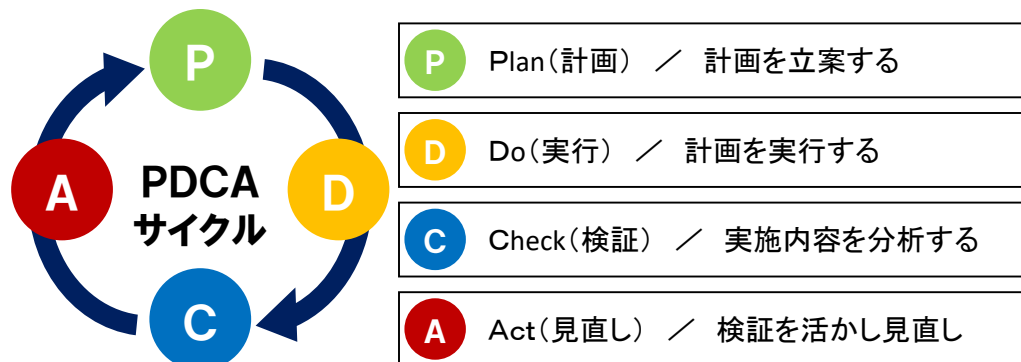 P
D
C
A
PDCA
サイクル
P Plan(計画) / 計画を立案する
D Do(実行) / 計画を実行する
C Check(検証) / 実施内容を分析する
A Act(見直し) / 検証を活かし見直し